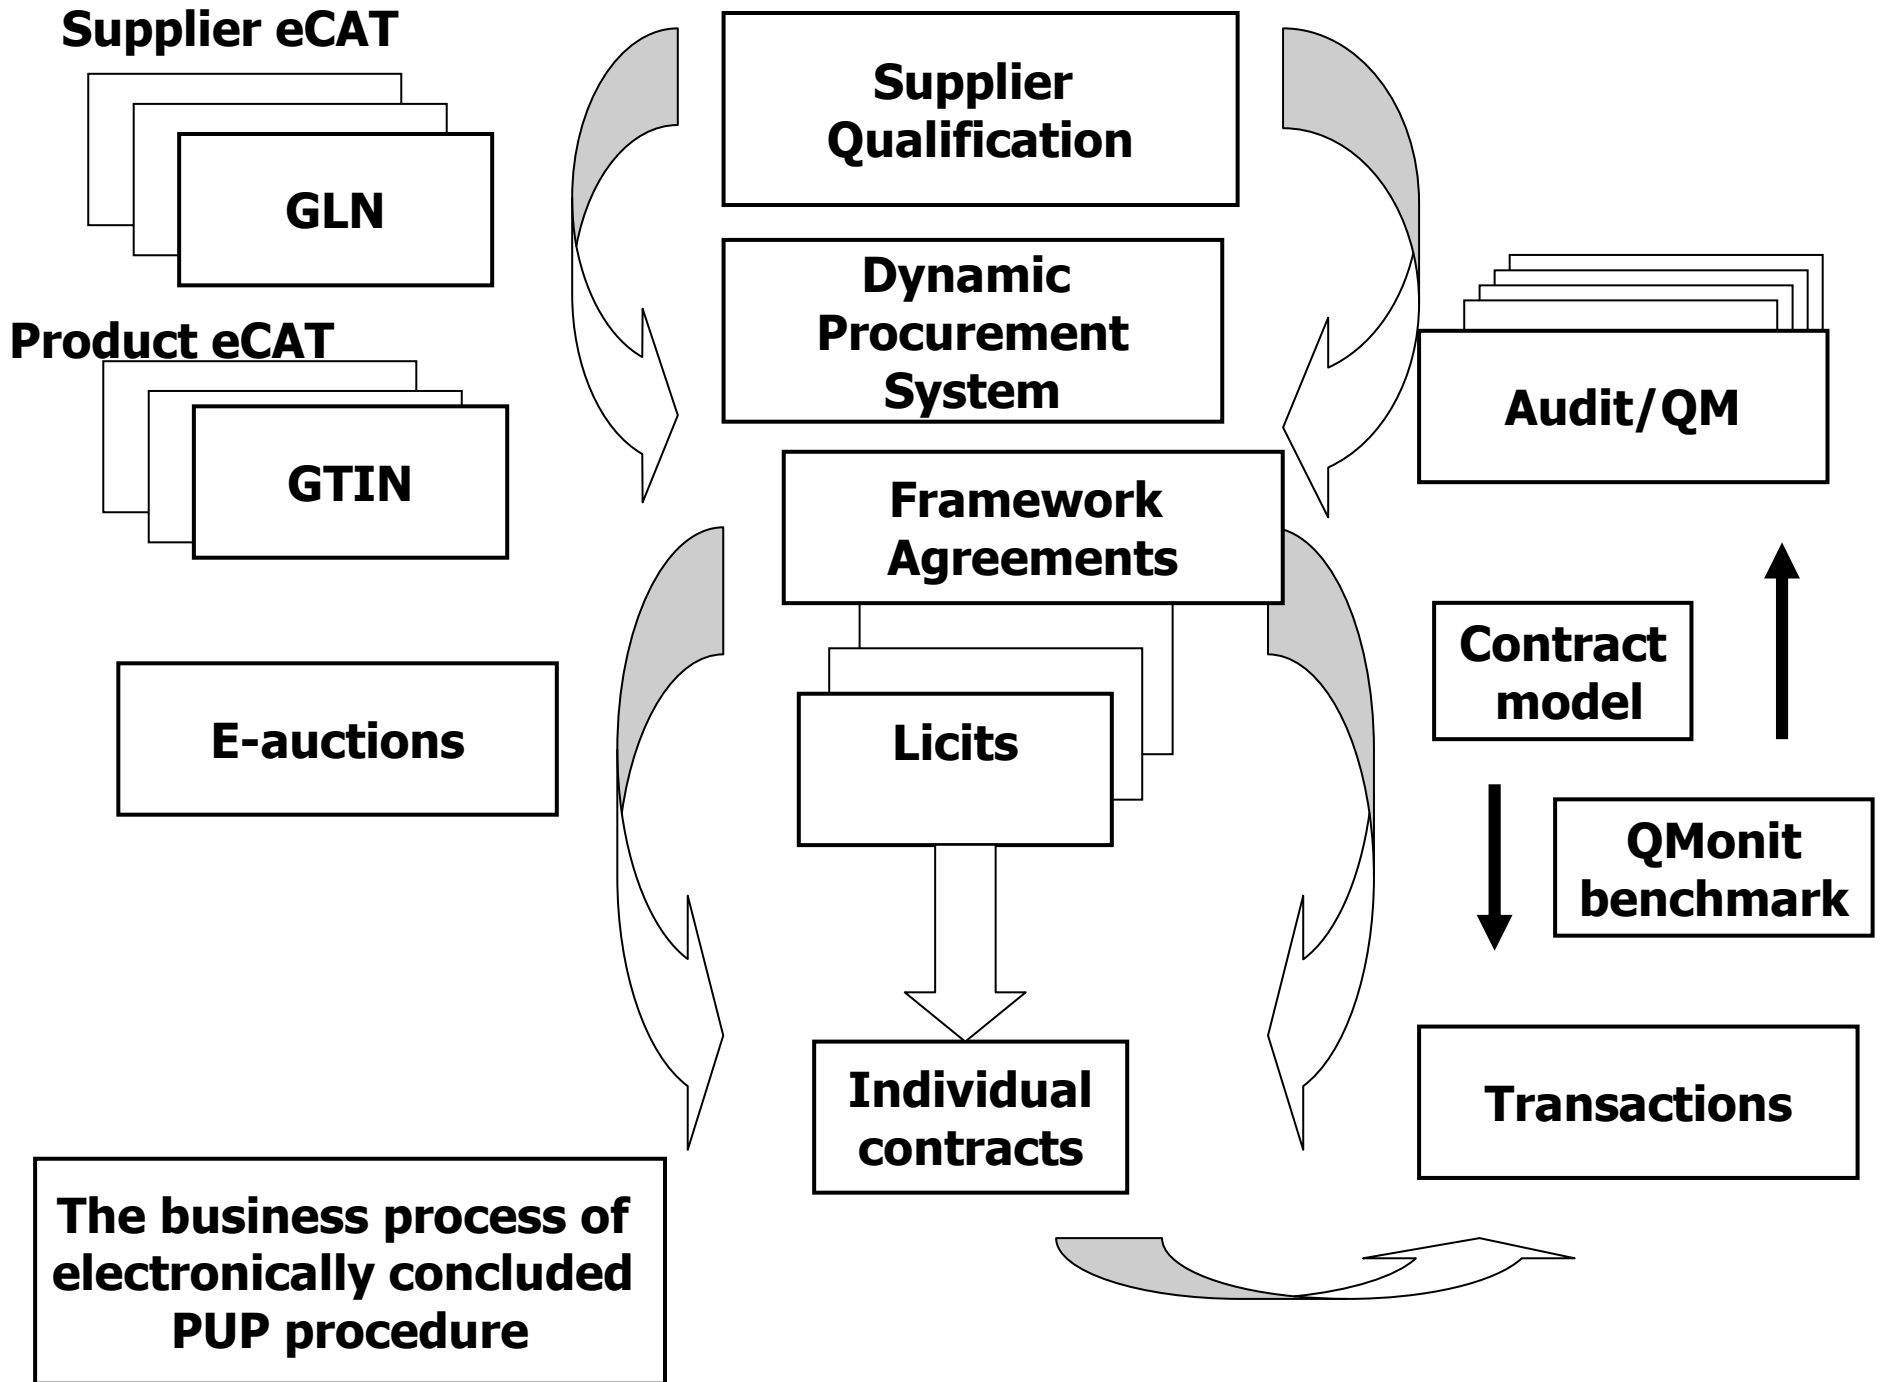 Supplier eCAT
GLN
Product eCAT
GTIN
E-auctions
The business process of
electronically concluded
PUP procedure
Supplier
Qualification
Dynamic
Procurement
System
Framework
Agreements
Licits
Individual
contracts
Audit/QM
Contract
model
QMonit
benchmark
Transactions